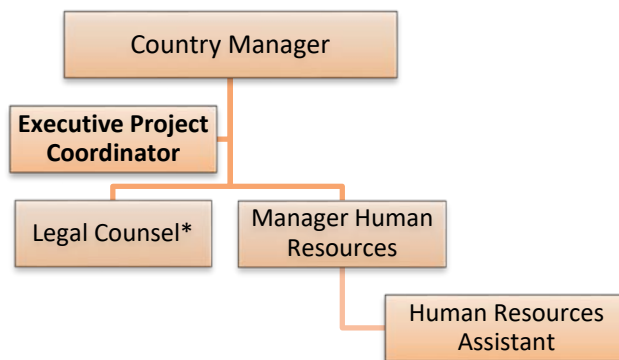 Country Manager
Executive Project
Coordinator
Legal Counsel*
Manager Human
Resources
Human Resources
Assistant